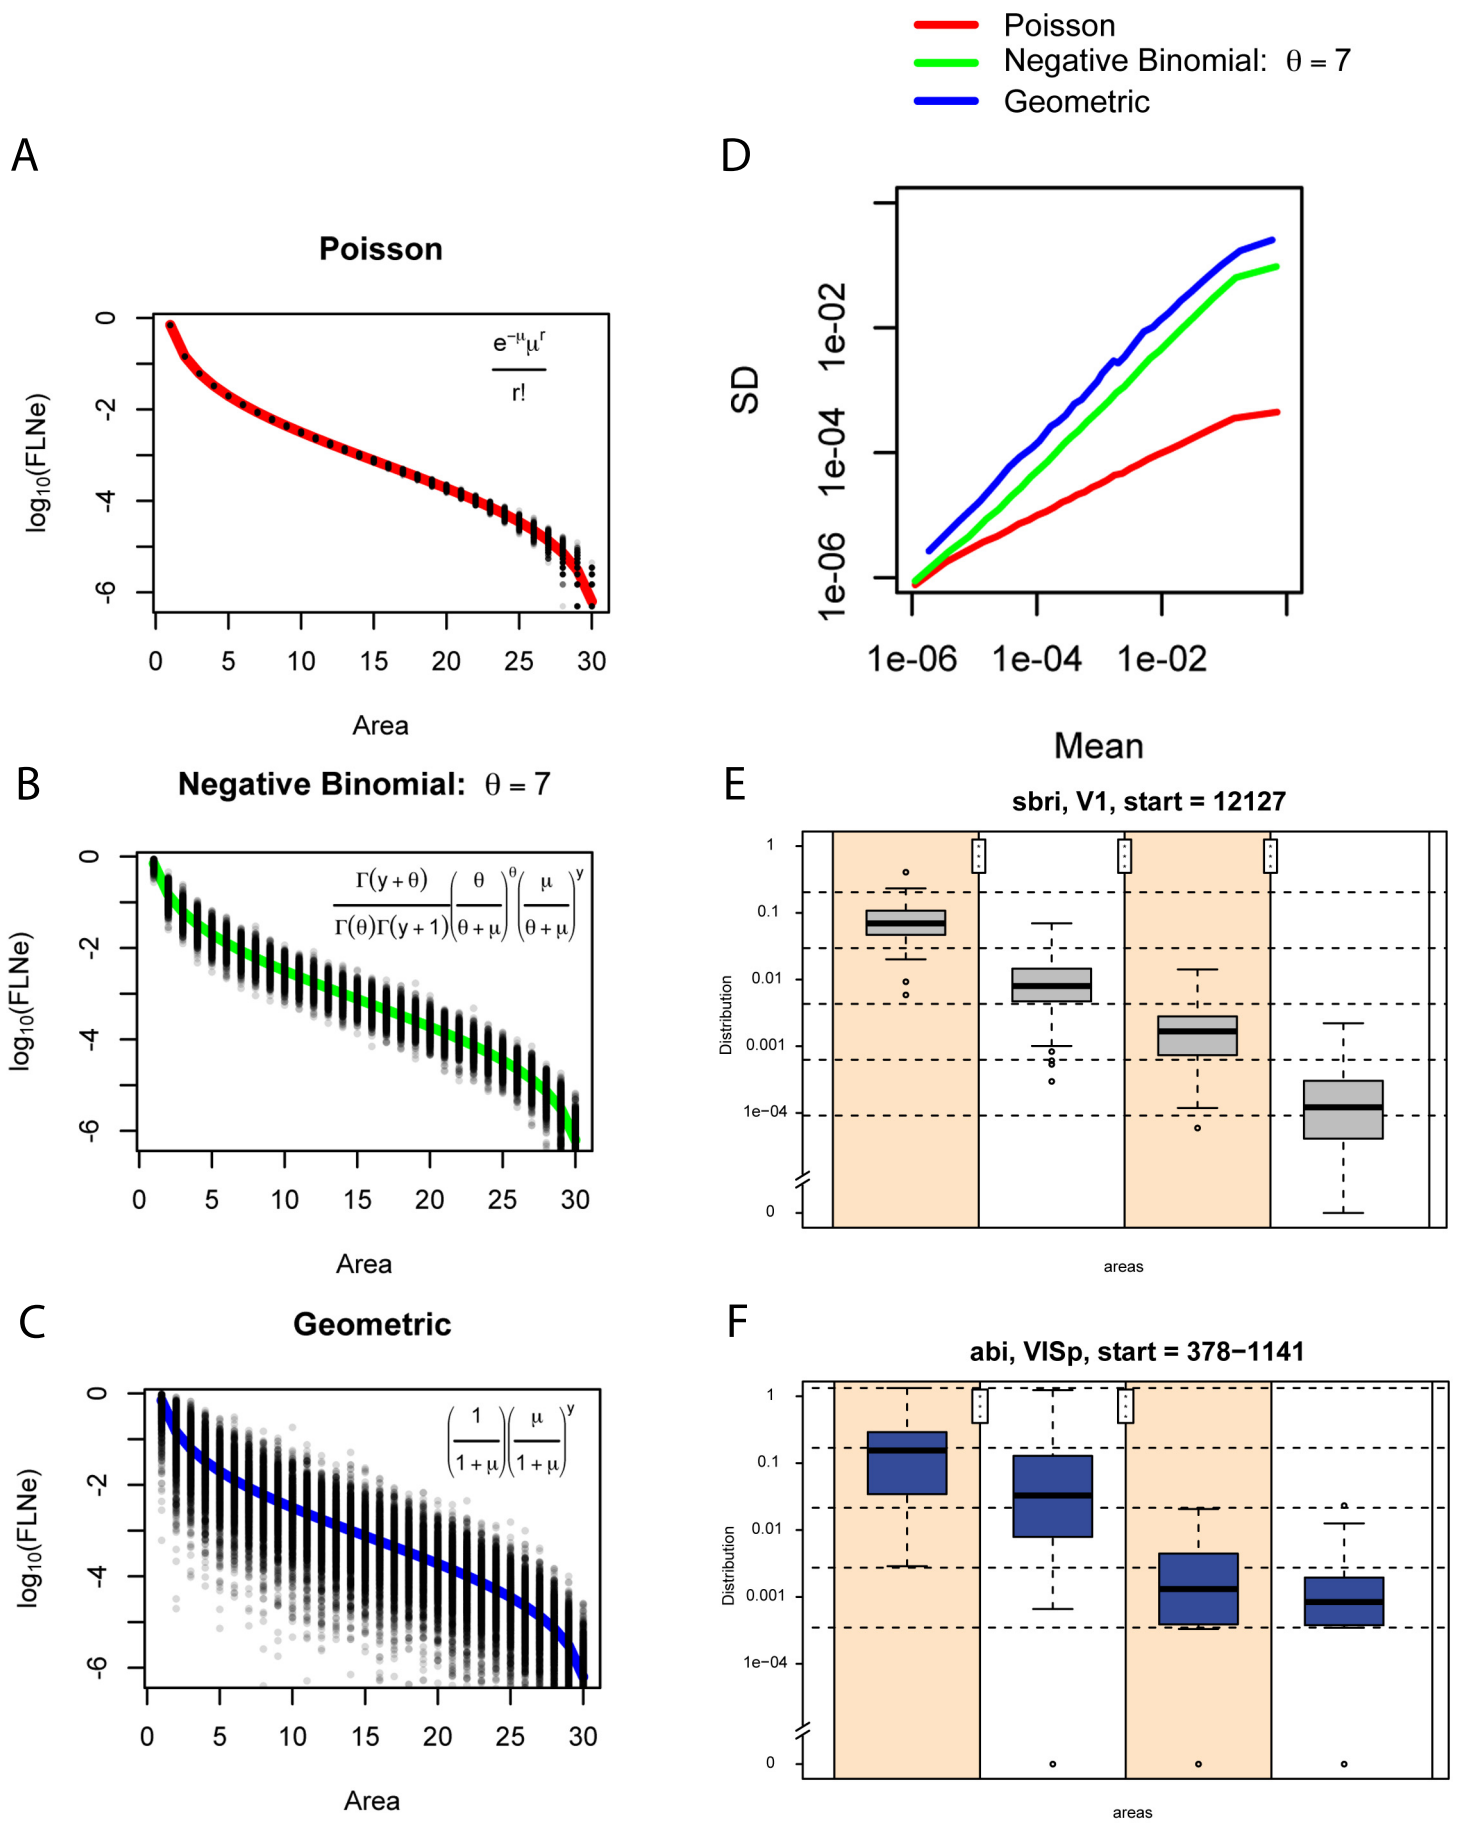 Poisson
Negative Binomial: θ = 7
Geometric
A
Poisson
e−μμr
r!
log10(FLNe)
0
-2
-4
-6
0 5 10 15 20 25 30
Area
D
SD
1e-02
1e-04
1e-06
1e-06 1e-04 1e-02
Mean
B
Negative Binomial: θ = 7
Γ(y + θ)
Γ(θ)Γ(y + 1)
(θ / θ + μ)θ (μ / θ + μ)y
log10(FLNe)
0
-2
-4
-6
0 5 10 15 20 25 30
Area
E
sbri, V1, start = 12127
Distribution
1
0.1
0.01
0.001
1e−04
0
areas
C
Geometric
(1 / 1 + μ) (μ / 1 + μ)y
log10(FLNe)
0
-2
-4
-6
0 5 10 15 20 25 30
Area
F
abi, VISp, start = 378−1141
Distribution
1
0.1
0.01
0.001
1e−04
0
areas